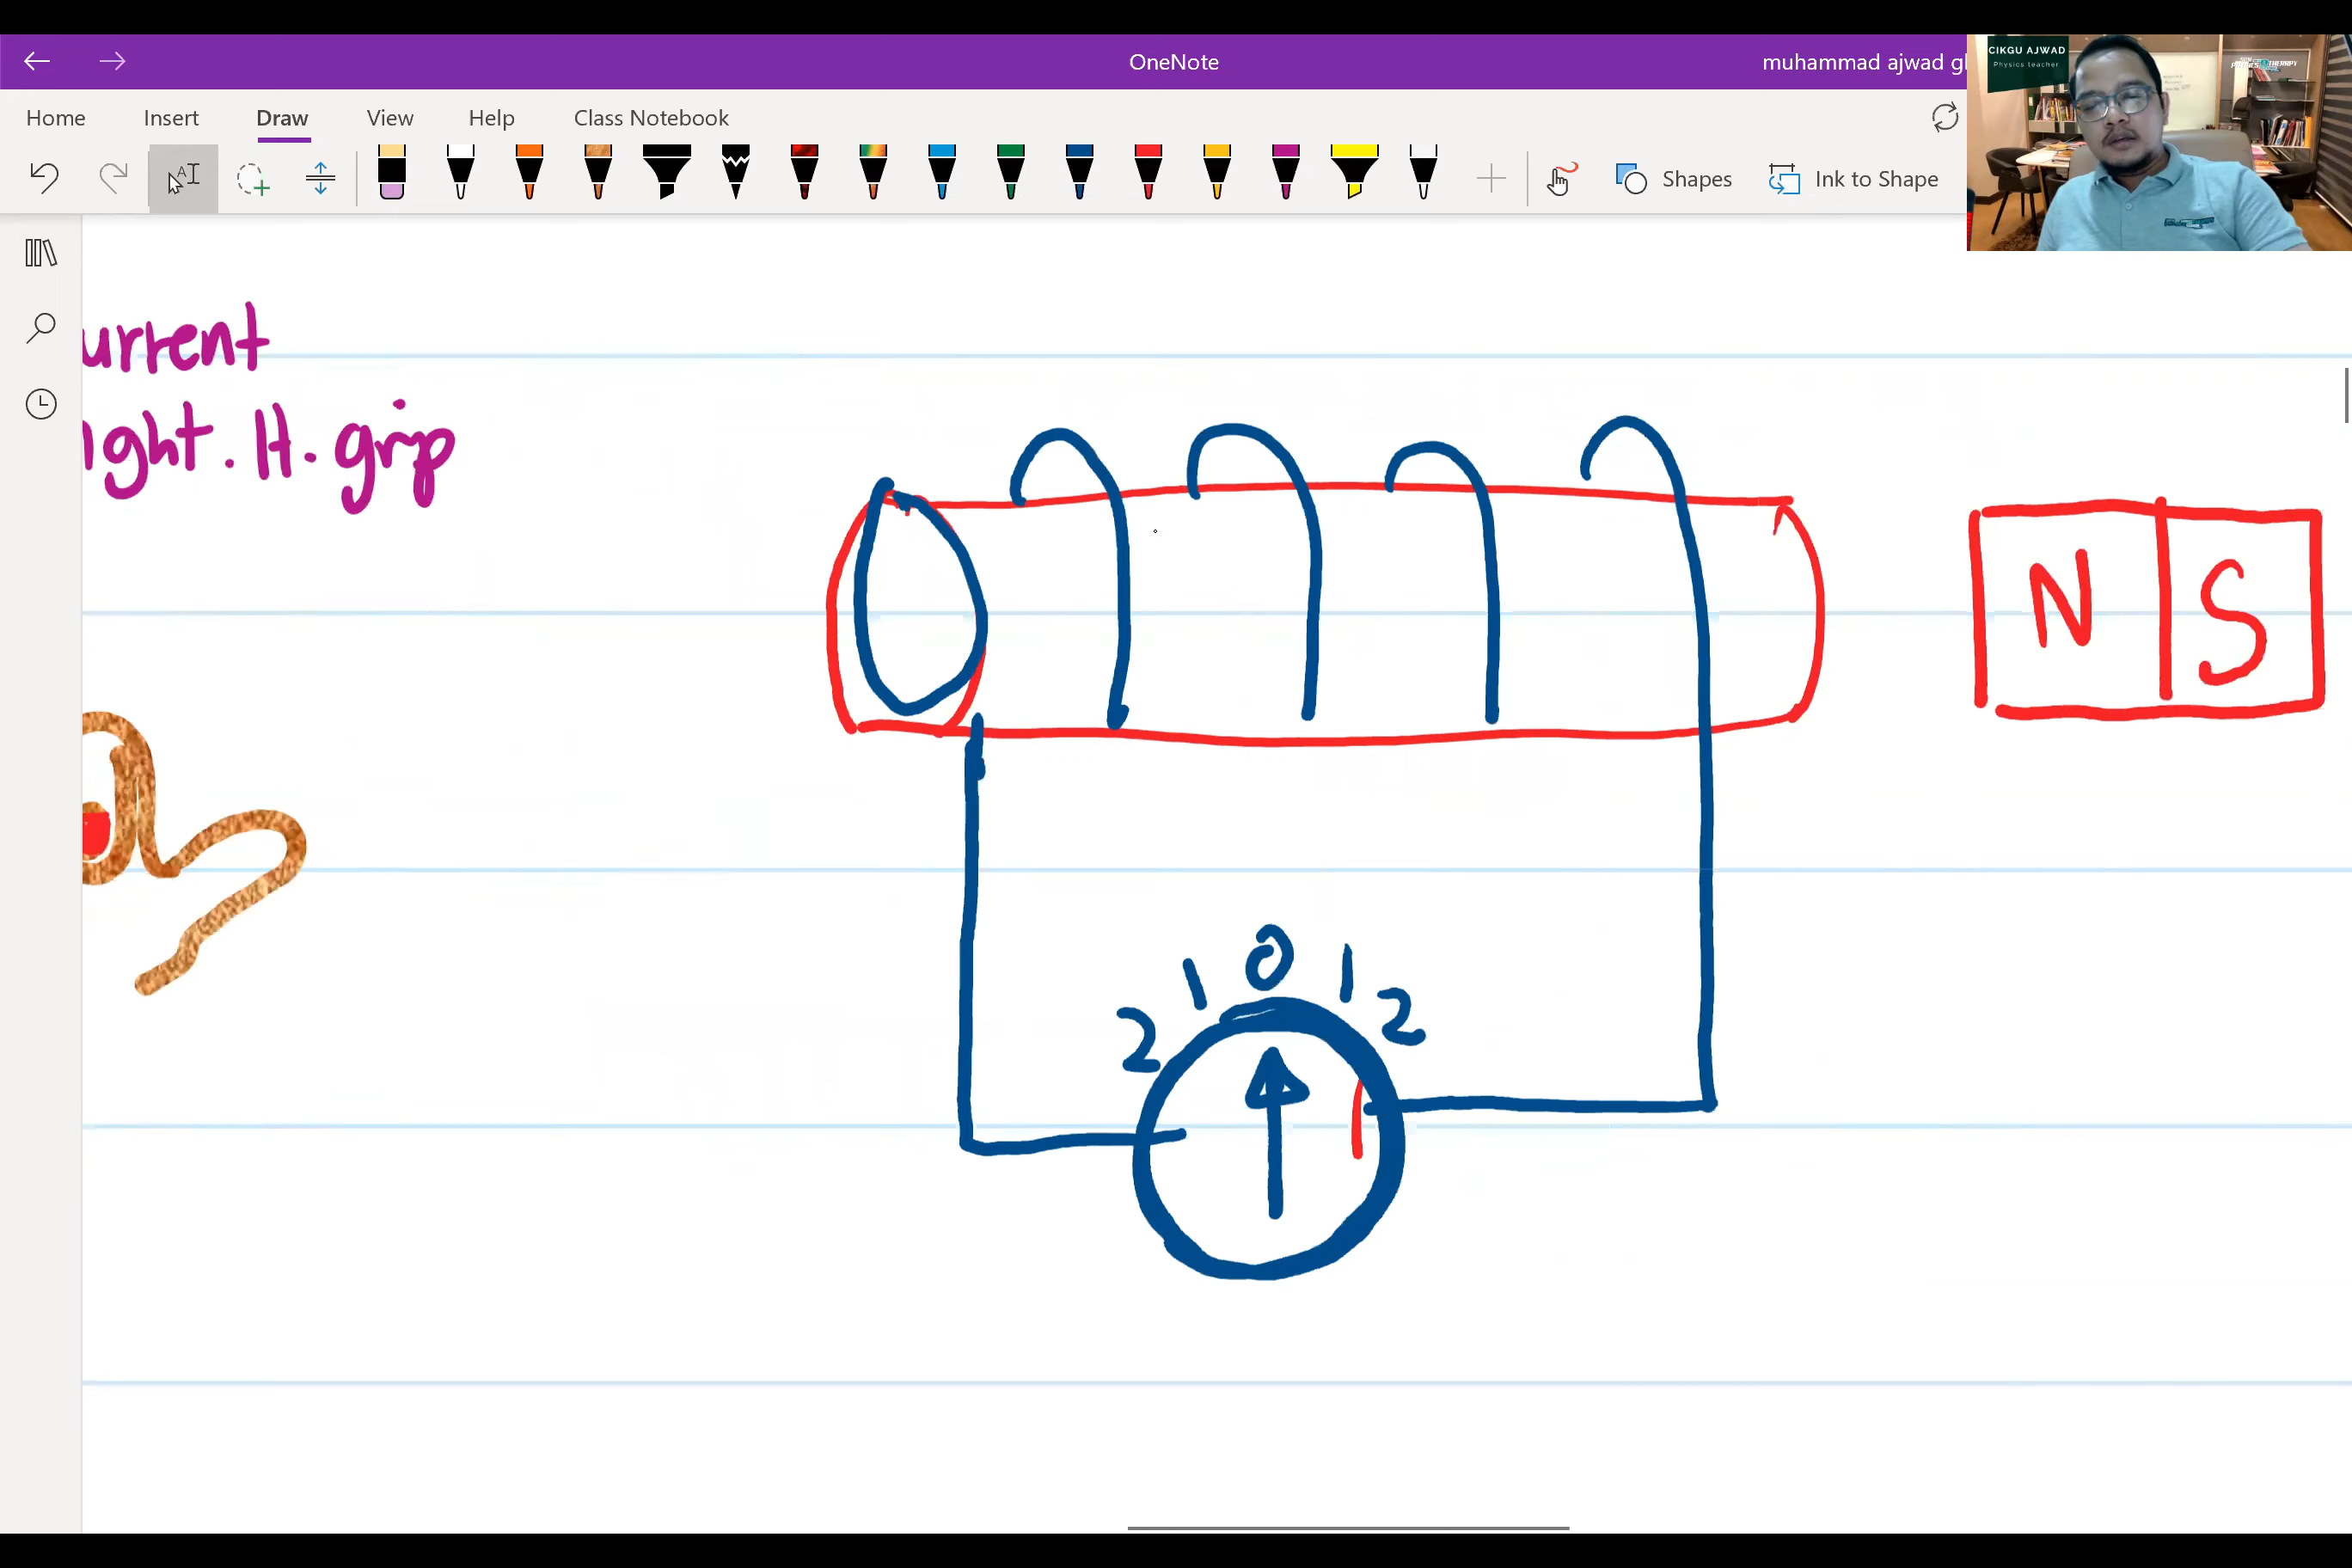 OneNote
muhammad ajwad gl
CIKGU AJWAD
Physics teacher
Home Insert Draw View Help Class Notebook
Shapes Ink to Shape
urrent
ight. H. grip
N S
2 1 0 1 2